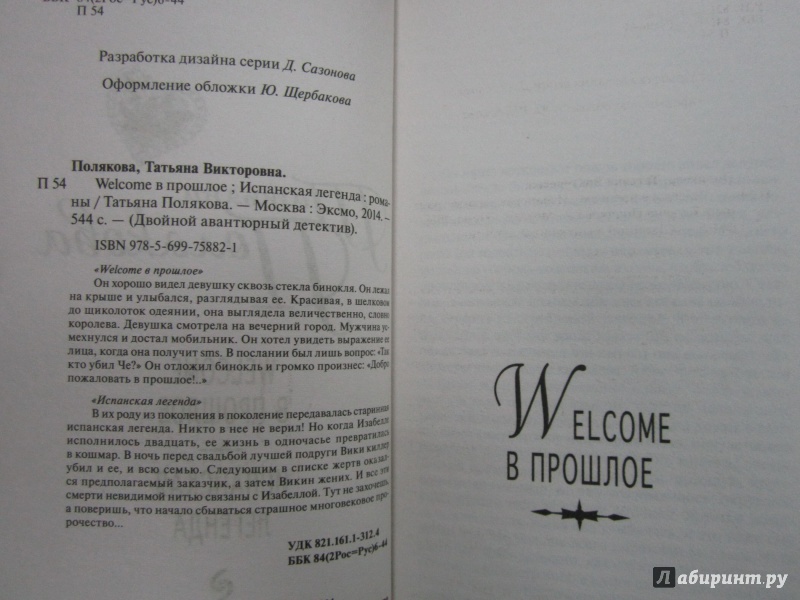 ББК 84(2Рос=Рус)6-44
П 54
Разработка дизайна серии Д. Сазонова
Оформление обложки Ю. Щербакова
Полякова, Татьяна Викторовна.
П 54 Welcome в прошлое ; Испанская легенда : рома-
ны / Татьяна Полякова. — Москва : Эксмо, 2014. —
544 с. — (Двойной авантюрный детектив).
ISBN 978-5-699-75882-1
«Welcome в прошлое»
Он хорошо видел девушку сквозь стекла бинокля. Он лежал
на крыше и улыбался, разглядывая ее. Красивая, в шелковом
до щиколоток одеянии, она выглядела величественно, словно
королева. Девушка смотрела на вечерний город. Мужчина ус-
мехнулся и достал мобильник. Он хотел увидеть выражение ее
лица, когда она получит sms. В послании был лишь вопрос: «Так
кто убил Че?» Он отложил бинокль и громко произнес: «Добро
пожаловать в прошлое!..»
«Испанская легенда»
В их роду из поколения в поколение передавалась старинная
испанская легенда. Никто в нее не верил! Но когда Изабелле
исполнилось двадцать, ее жизнь в одночасье превратилась
в кошмар. В ночь перед свадьбой лучшей подруги Вики киллер
убил и ее, и всю семью. Следующим в списке жертв оказался
предполагаемый заказчик, а затем Викин жених. И все эти
смерти невидимой нитью связаны с Изабеллой. Тут не захочешь,
а поверишь, что начало сбываться страшное многовековое про-
рочество...
УДК 821.161.1-312.4
ББК 84(2Рос=Рус)6-44
ЛЕГЕНДА
WELCOME
В ПРОШЛОЕ
Лабиринт.ру